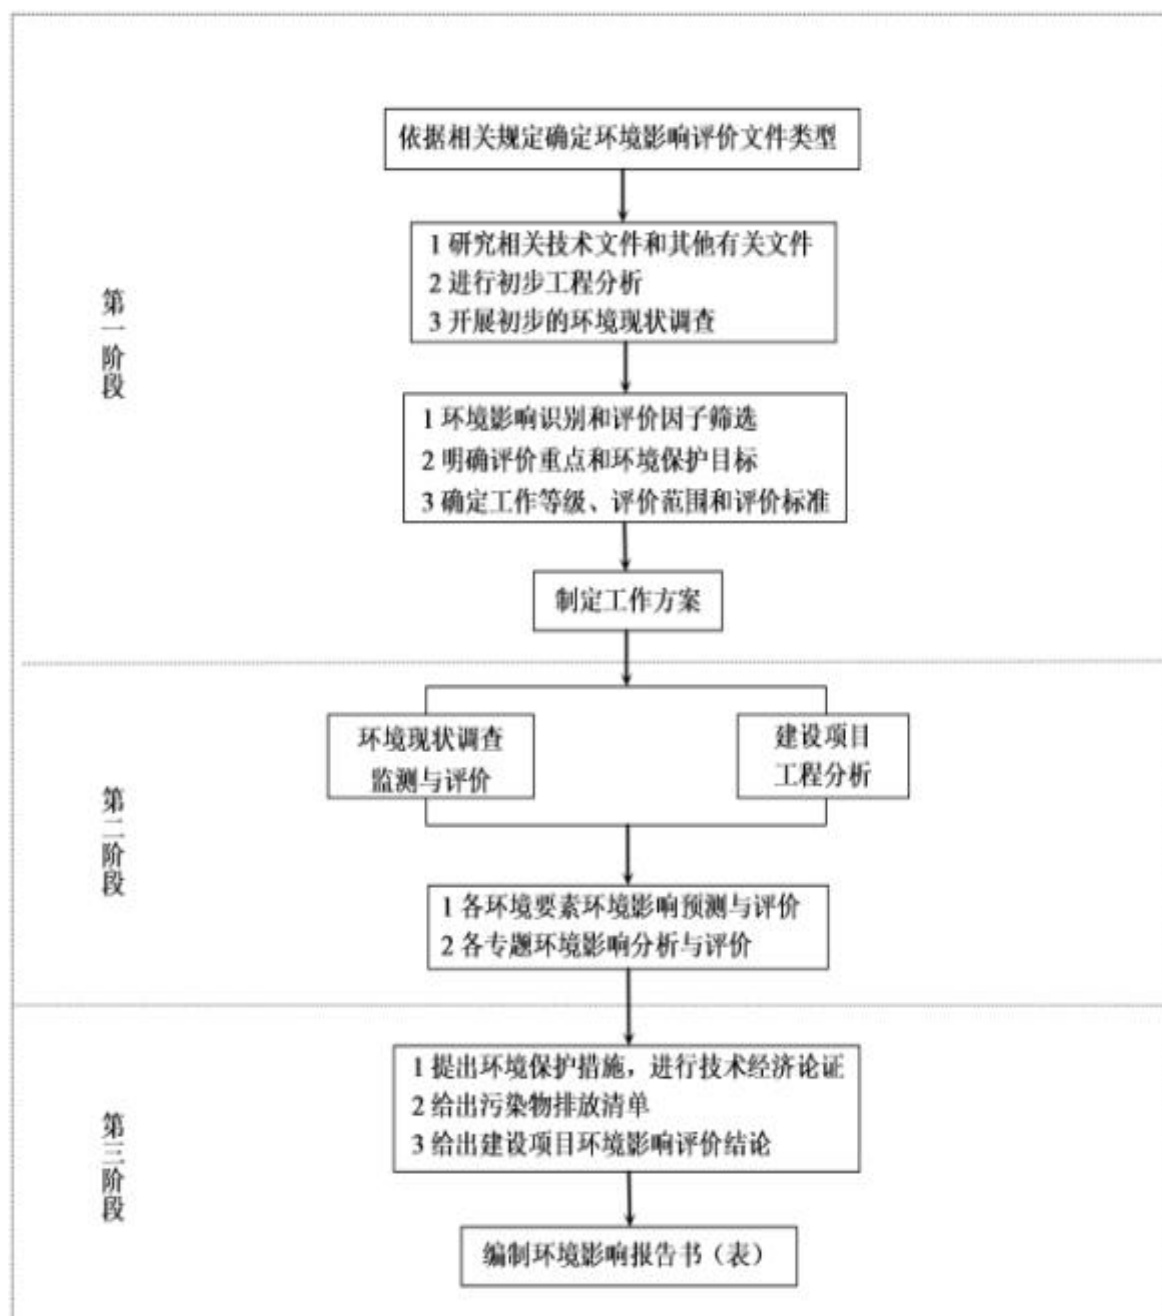 依据相关规定确定环境影响评价文件类型
1 研究相关技术文件和其他有关文件
2 进行初步工程分析
3 开展初步的环境现状调查
第一阶段
1 环境影响识别和评价因子筛选
2 明确评价重点和环境保护目标
3 确定工作等级、评价范围和评价标准
制定工作方案
环境现状调查
监测与评价
建设项目
工程分析
第二阶段
1 各环境要素环境影响预测与评价
2 各专题环境影响分析与评价
1 提出环境保护措施，进行技术经济论证
2 给出污染物排放清单
3 给出建设项目环境影响评价结论
第三阶段
编制环境影响报告书（表）